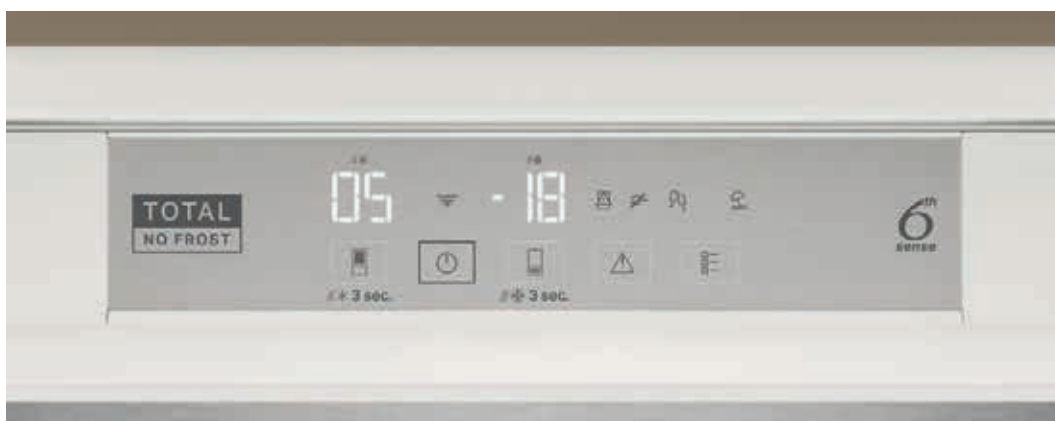 TOTAL
NO FROST
05
-18
3 sec.
3 sec.
6th
sense